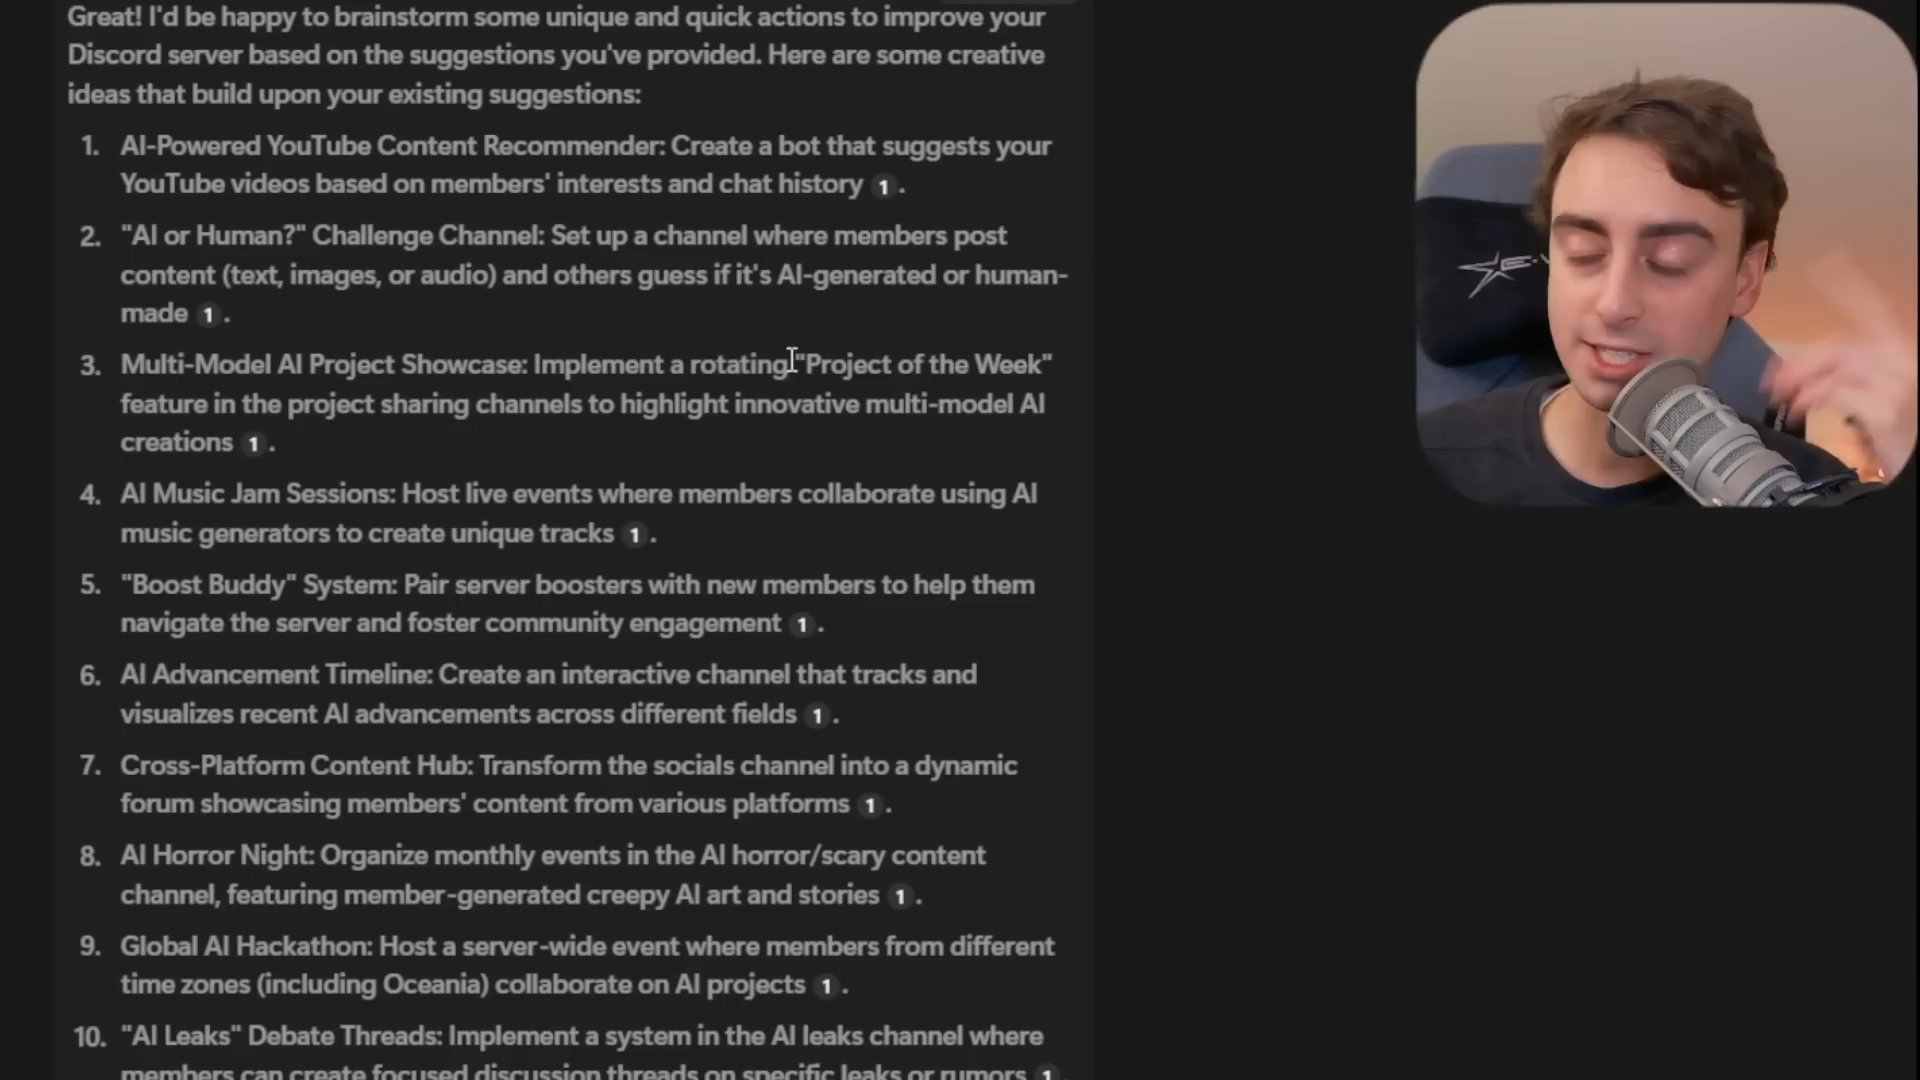 Great! I'd be happy to brainstorm some unique and quick actions to improve your
Discord server based on the suggestions you've provided. Here are some creative
ideas that build upon your existing suggestions:
1. AI-Powered YouTube Content Recommender: Create a bot that suggests your
YouTube videos based on members' interests and chat history 1 .
2. "AI or Human?" Challenge Channel: Set up a channel where members post
content (text, images, or audio) and others guess if it's AI-generated or human-
made 1 .
3. Multi-Model AI Project Showcase: Implement a rotating "Project of the Week"
feature in the project sharing channels to highlight innovative multi-model AI
creations 1 .
4. AI Music Jam Sessions: Host live events where members collaborate using AI
music generators to create unique tracks 1 .
5. "Boost Buddy" System: Pair server boosters with new members to help them
navigate the server and foster community engagement 1 .
6. AI Advancement Timeline: Create an interactive channel that tracks and
visualizes recent AI advancements across different fields 1 .
7. Cross-Platform Content Hub: Transform the socials channel into a dynamic
forum showcasing members' content from various platforms 1 .
8. AI Horror Night: Organize monthly events in the AI horror/scary content
channel, featuring member-generated creepy AI art and stories 1 .
9. Global AI Hackathon: Host a server-wide event where members from different
time zones (including Oceania) collaborate on AI projects 1 .
10. "AI Leaks" Debate Threads: Implement a system in the AI leaks channel where
members can create focused discussion threads on specific leaks or rumors 1 .